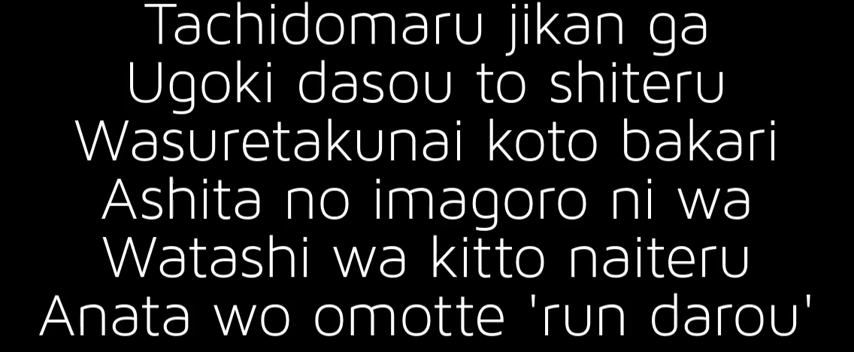 Tachidomaru jikan ga
Ugoki dasou to shiteru
Wasuretakunai koto bakari
Ashita no imagoro ni wa
Watashi wa kitto naiteru
Anata wo omotte 'run darou'